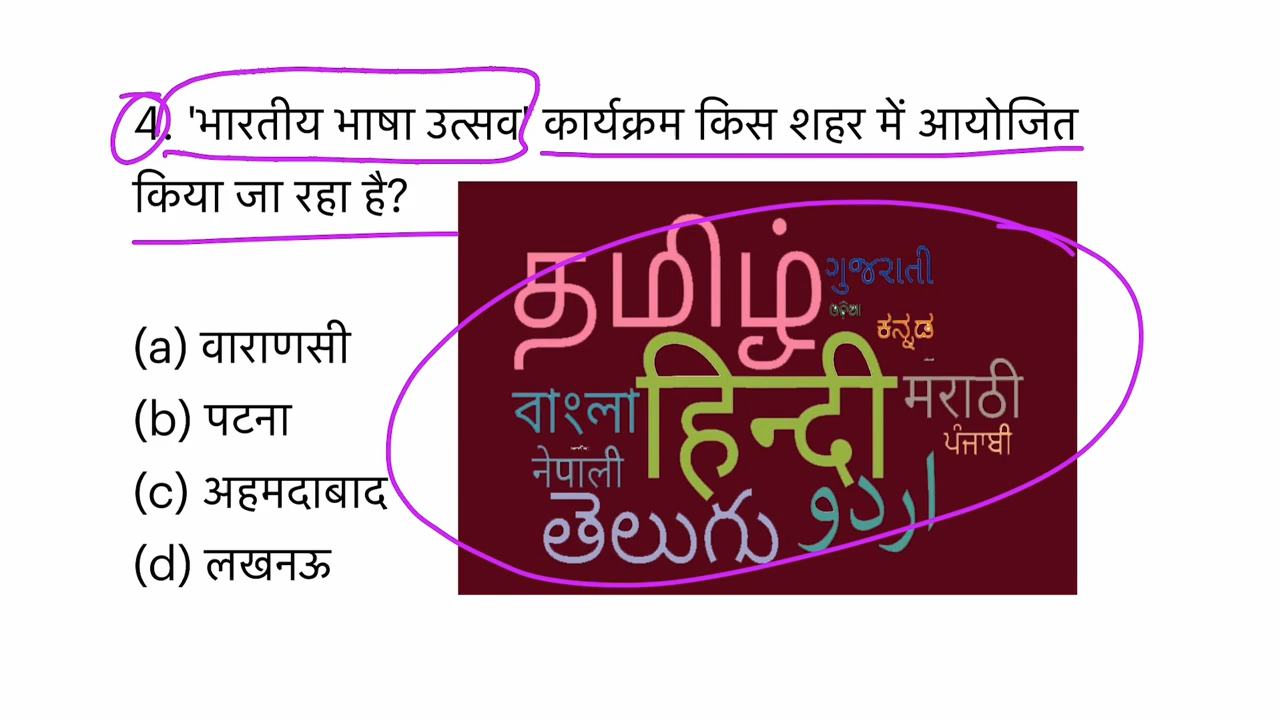 4. 'भारतीय भाषा उत्सव' कार्यक्रम किस शहर में आयोजित
किया जा रहा है?
தமிழ்
ગુજરાતી
ଓଡ଼ିଆ
ಕನ್ನಡ
(a) वाराणसी
हिन्दी
বাংলা
मराठी
(b) पटना
ਪੰਜਾਬੀ
नेपाली
(c) अहमदाबाद
اردو
తెలుగు
(d) लखनऊ